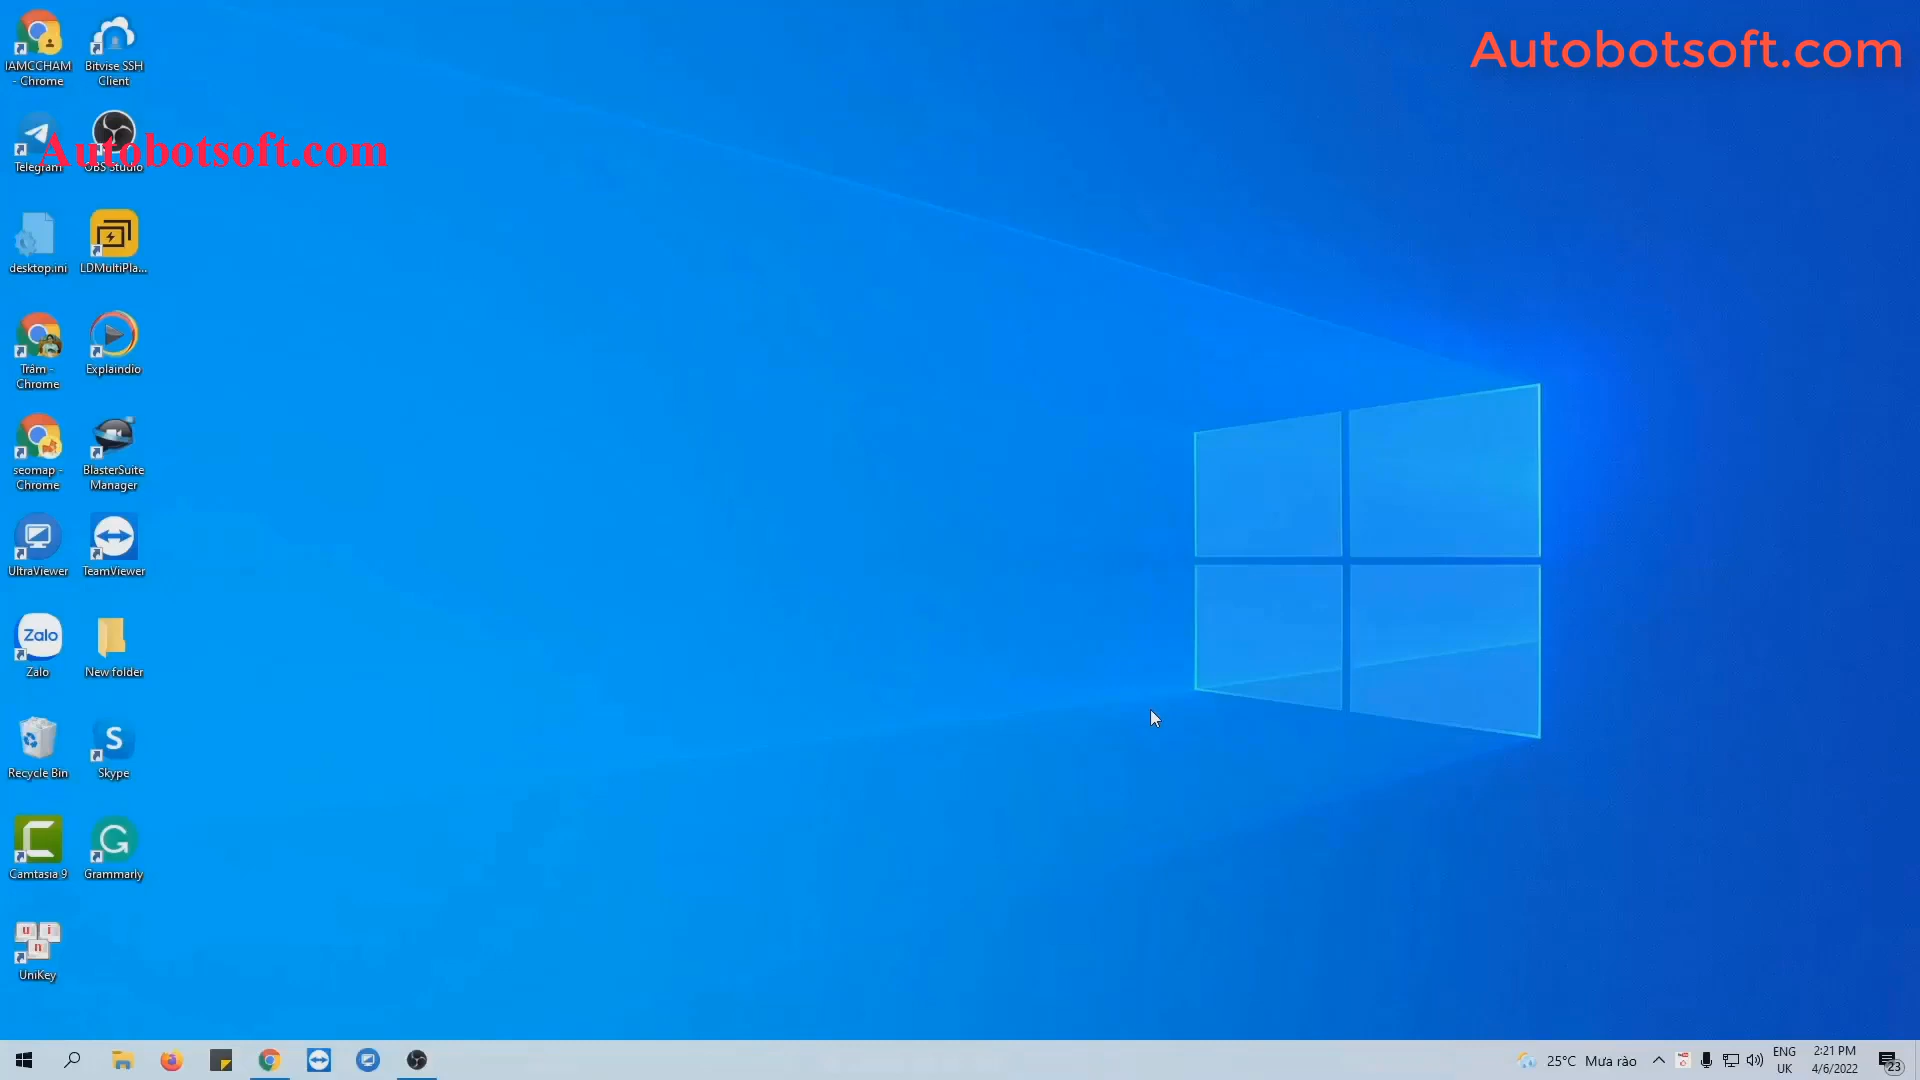 Autobotsoft.com
IAMCCHAM
- Chrome
Bitvise SSH
Client
Autobotsoft.com
Telegram
OBS Studio
desktop.ini
LDMultiPla...
Trâm -
Chrome
Explaindio
seomap -
Chrome
BlasterSuite
Manager
UltraViewer
TeamViewer
Zalo
Zalo
New folder
Recycle Bin
S
Skype
C
Camtasia 9
G
Grammarly
u i
n
UniKey
25°C Mưa rào
ENG
UK
2:21 PM
4/6/2022
23